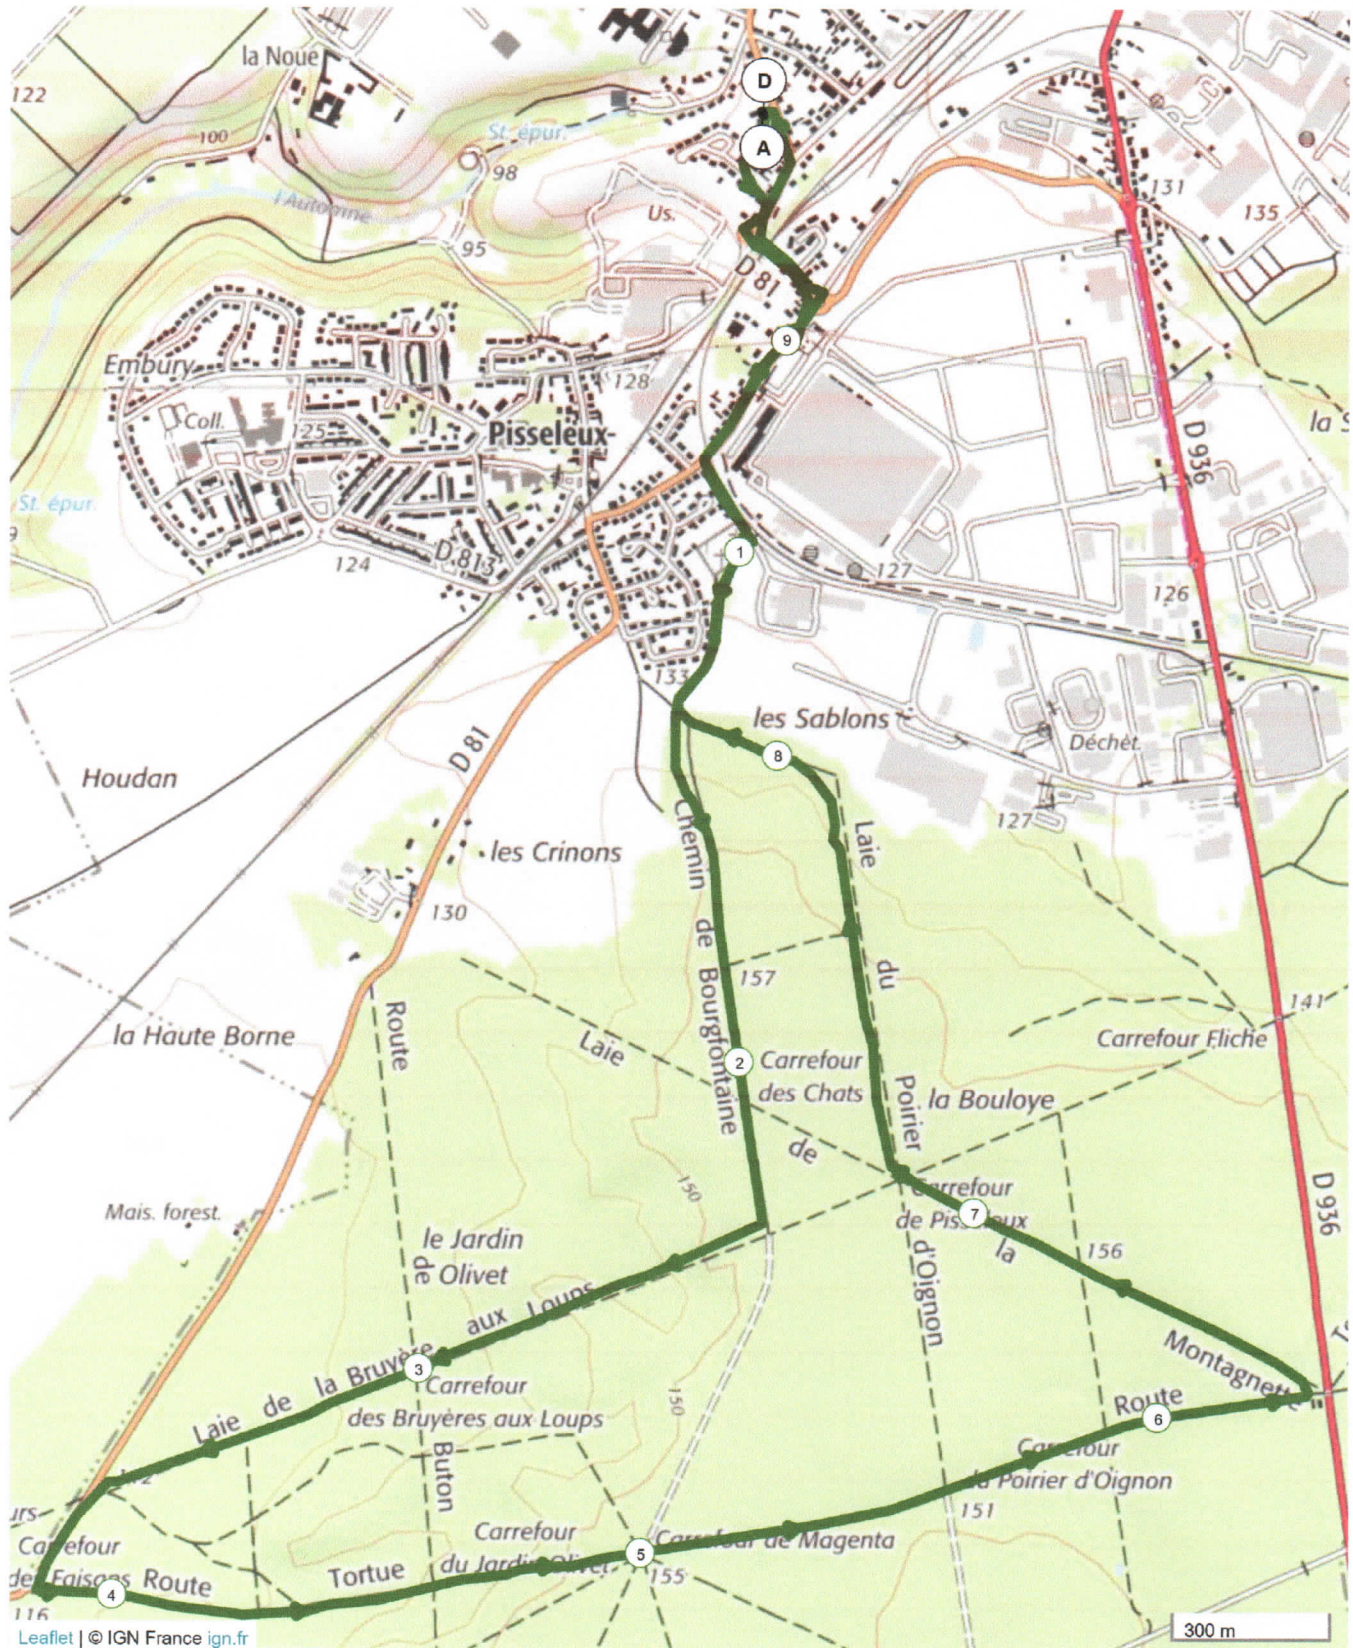 la Noue
D
122
100
St. épur.
98
A
l'Automne
131
Us.
135
95
D 81
9
Embury
128
Coll.
125
Pisseleux
la S
D 936
St. épur.
9
D 813
1
124
127
126
133
les Sablons
8
Déchèt.
D 81
Houdan
127
les Crinons
Chemin de Bourgfontaine
Laie du Poirier d'Oignon
130
157
141
la Haute Borne
Route
Carrefour Fliche
Laie de la Montagnette
2
Carrefour
des Chats
la Bouloye
150
Mais. forest.
Carrefour
de Pisseleux
7
D 936
le Jardin
de Olivet
156
Laie de la Bruyère aux Loups
3
Carrefour
des Bruyères aux Loups
150
Route
6
Buton
Carrefour
du Poirier d'Oignon
151
urs
Carrefour
des Faisans
Carrefour
du Jardin Olivet
Carrefour de Magenta
5
155
4
Route Tortue
116
Leaflet | © IGN France ign.fr
300 m